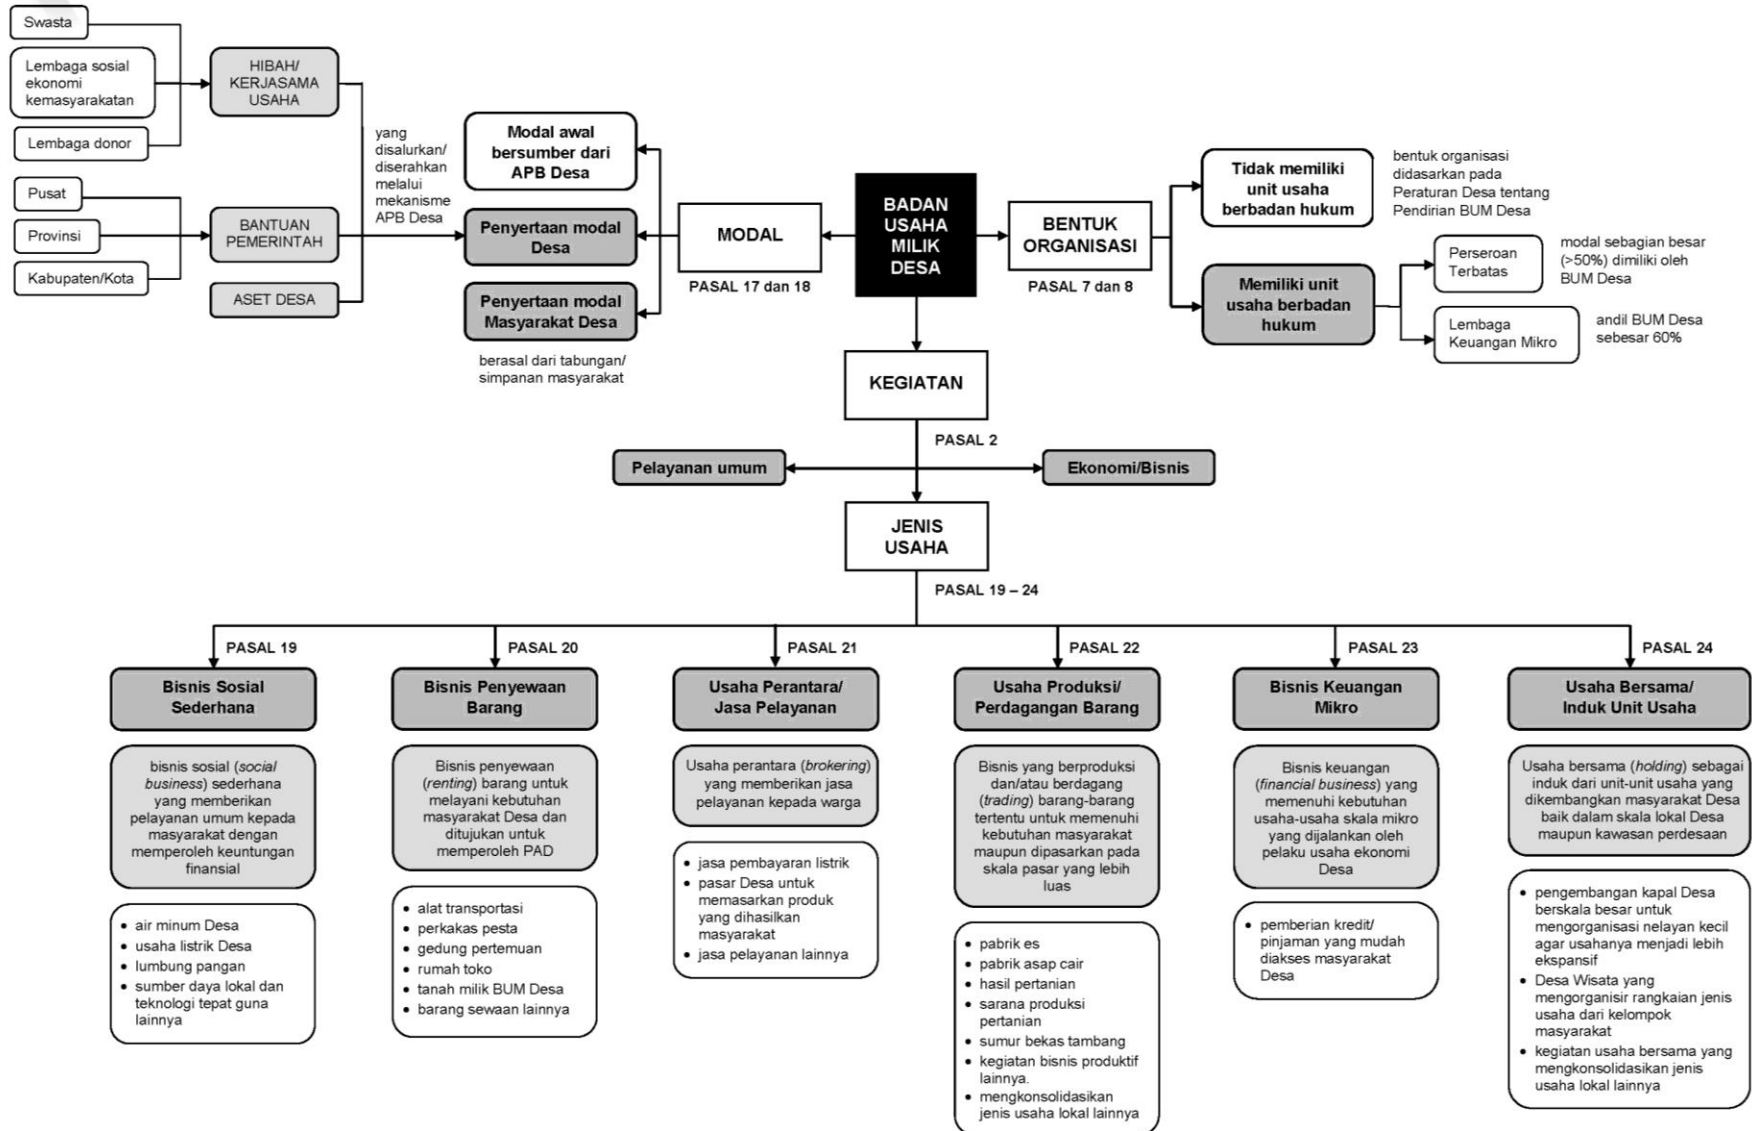 Swasta
Lembaga sosial
ekonomi
kemasyarakatan
Lembaga donor
HIBAH/
KERJASAMA
USAHA
Pusat
Provinsi
Kabupaten/Kota
BANTUAN
PEMERINTAH
ASET DESA
yang
disalurkan/
diserahkan
melalui
mekanisme
APB Desa
Modal awal
bersumber dari
APB Desa
Penyertaan modal
Desa
Penyertaan modal
Masyarakat Desa
berasal dari tabungan/
simpanan masyarakat
MODAL
PASAL 17 dan 18
BADAN
USAHA
MILIK
DESA
BENTUK
ORGANISASI
PASAL 7 dan 8
Tidak memiliki
unit usaha
berbadan hukum
bentuk organisasi
didasarkan pada
Peraturan Desa tentang
Pendirian BUM Desa
Memiliki unit
usaha berbadan
hukum
Perseroan
Terbatas
modal sebagian besar
(>50%) dimiliki oleh
BUM Desa
Lembaga
Keuangan Mikro
andil BUM Desa
sebesar 60%
KEGIATAN
PASAL 2
Pelayanan umum
Ekonomi/Bisnis
JENIS
USAHA
PASAL 19 – 24
PASAL 19
Bisnis Sosial
Sederhana
bisnis sosial (social
business) sederhana
yang memberikan
pelayanan umum kepada
masyarakat dengan
memperoleh keuntungan
finansial
• air minum Desa
• usaha listrik Desa
• lumbung pangan
• sumber daya lokal dan
teknologi tepat guna
lainnya
PASAL 20
Bisnis Penyewaan
Barang
Bisnis penyewaan
(renting) barang untuk
melayani kebutuhan
masyarakat Desa dan
ditujukan untuk
memperoleh PAD
• alat transportasi
• perkakas pesta
• gedung pertemuan
• rumah toko
• tanah milik BUM Desa
• barang sewaan lainnya
PASAL 21
Usaha Perantara/
Jasa Pelayanan
Usaha perantara (brokering)
yang memberikan jasa
pelayanan kepada warga
• jasa pembayaran listrik
• pasar Desa untuk
memasarkan produk
yang dihasilkan
masyarakat
• jasa pelayanan lainnya
PASAL 22
Usaha Produksi/
Perdagangan Barang
Bisnis yang berproduksi
dan/atau berdagang
(trading) barang-barang
tertentu untuk memenuhi
kebutuhan masyarakat
maupun dipasarkan pada
skala pasar yang lebih
luas
• pabrik es
• pabrik asap cair
• hasil pertanian
• sarana produksi
pertanian
• sumur bekas tambang
• kegiatan bisnis produktif
lainnya.
• mengkonsolidasikan
jenis usaha lokal lainnya
PASAL 23
Bisnis Keuangan
Mikro
Bisnis keuangan
(financial business) yang
memenuhi kebutuhan
usaha-usaha skala mikro
yang dijalankan oleh
pelaku usaha ekonomi
Desa
• pemberian kredit/
pinjaman yang mudah
diakses masyarakat
Desa
PASAL 24
Usaha Bersama/
Induk Unit Usaha
Usaha bersama (holding) sebagai
induk dari unit-unit usaha yang
dikembangkan masyarakat Desa
baik dalam skala lokal Desa
maupun kawasan perdesaan
• pengembangan kapal Desa
berskala besar untuk
mengorganisasi nelayan kecil
agar usahanya menjadi lebih
ekspansif
• Desa Wisata yang
mengorganisir rangkaian jenis
usaha dari kelompok
masyarakat
• kegiatan usaha bersama yang
mengkonsolidasikan jenis
usaha lokal lainnya